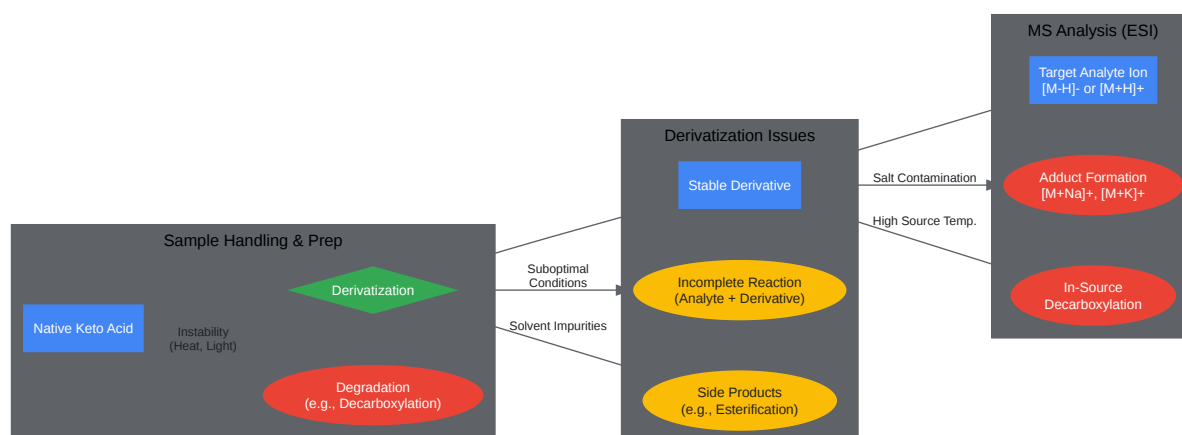 Sample Handling & Prep
Native Keto Acid
Instability
(Heat, Light)
Derivatization
Degradation
(e.g., Decarboxylation)
Suboptimal
Conditions
Solvent Impurities
Derivatization Issues
Stable Derivative
Incomplete Reaction
(Analyte + Derivative)
Side Products
(e.g., Esterification)
Salt Contamination
High Source Temp.
MS Analysis (ESI)
Target Analyte Ion
[M-H]- or [M+H]+
Adduct Formation
[M+Na]+, [M+K]+
In-Source
Decarboxylation